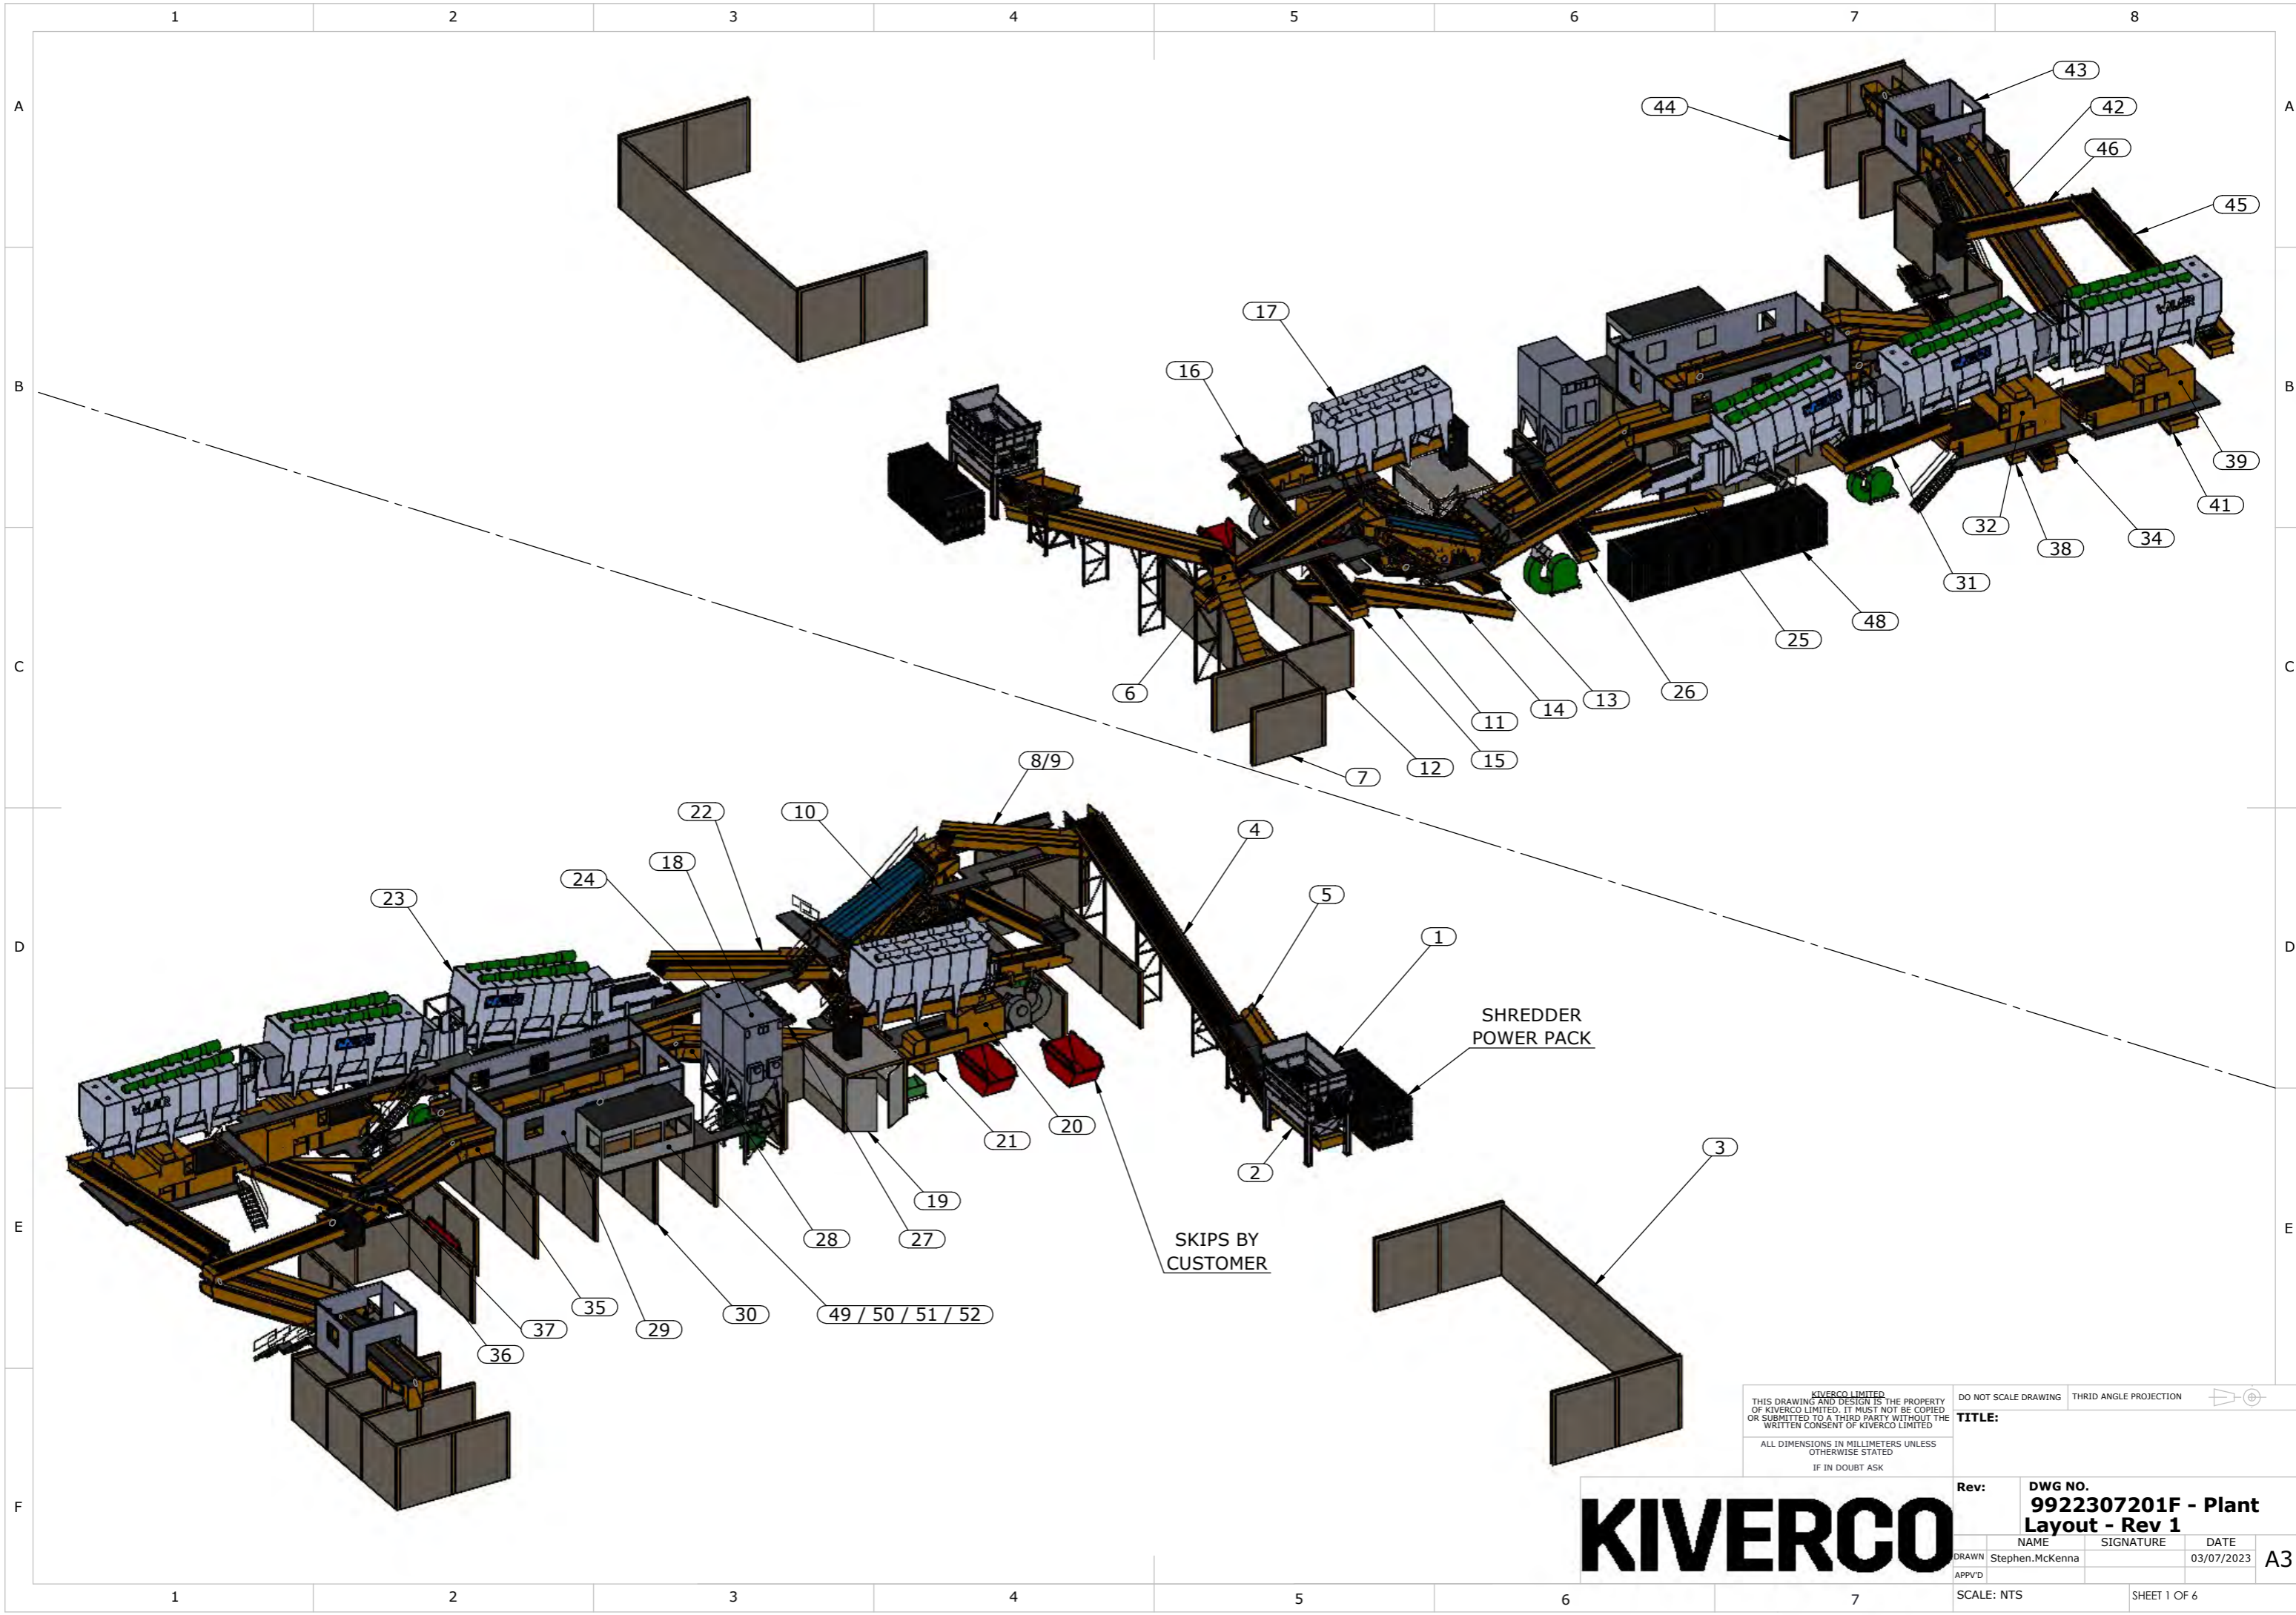 1 2 3 4 5 6 7 8
A A
43
44
42
46
45
17
16
B B
39
41
32
34
38
31
48
25
6
26
13
14
11
C C
15
12
7
8/9
22
10
4
18
24
5
23
1
D D
SHREDDER
POWER PACK
20
21
3
2
19
28
27
SKIPS BY
CUSTOMER
E E
35
30
49 / 50 / 51 / 52
37
29
36
KIVERCO LIMITED
THIS DRAWING AND DESIGN IS THE PROPERTY
OF KIVERCO LIMITED. IT MUST NOT BE COPIED
OR SUBMITTED TO A THIRD PARTY WITHOUT THE
WRITTEN CONSENT OF KIVERCO LIMITED
ALL DIMENSIONS IN MILLIMETERS UNLESS
OTHERWISE STATED
IF IN DOUBT ASK
DO NOT SCALE DRAWING THRID ANGLE PROJECTION
TITLE:
F
KIVERCO
Rev: DWG NO.
9922307201F - Plant
Layout - Rev 1
NAME SIGNATURE DATE
DRAWN Stephen.McKenna 03/07/2023 A3
APPV'D
SCALE: NTS SHEET 1 OF 6
1 2 3 4 5 6 7